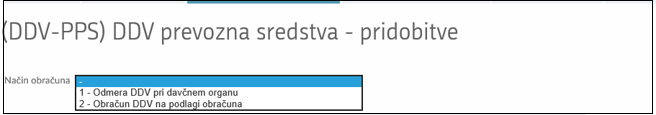 (DDV-PPS) DDV prevozna sredstva - pridobitve
Način obračuna
-
1 - Odmera DDV pri davčnem organu
2 - Obračun DDV na podlagi obračuna